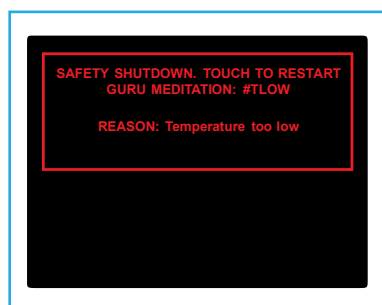 SAFETY SHUTDOWN. TOUCH TO RESTART
GURU MEDITATION: #TLOW
REASON: Temperature too low